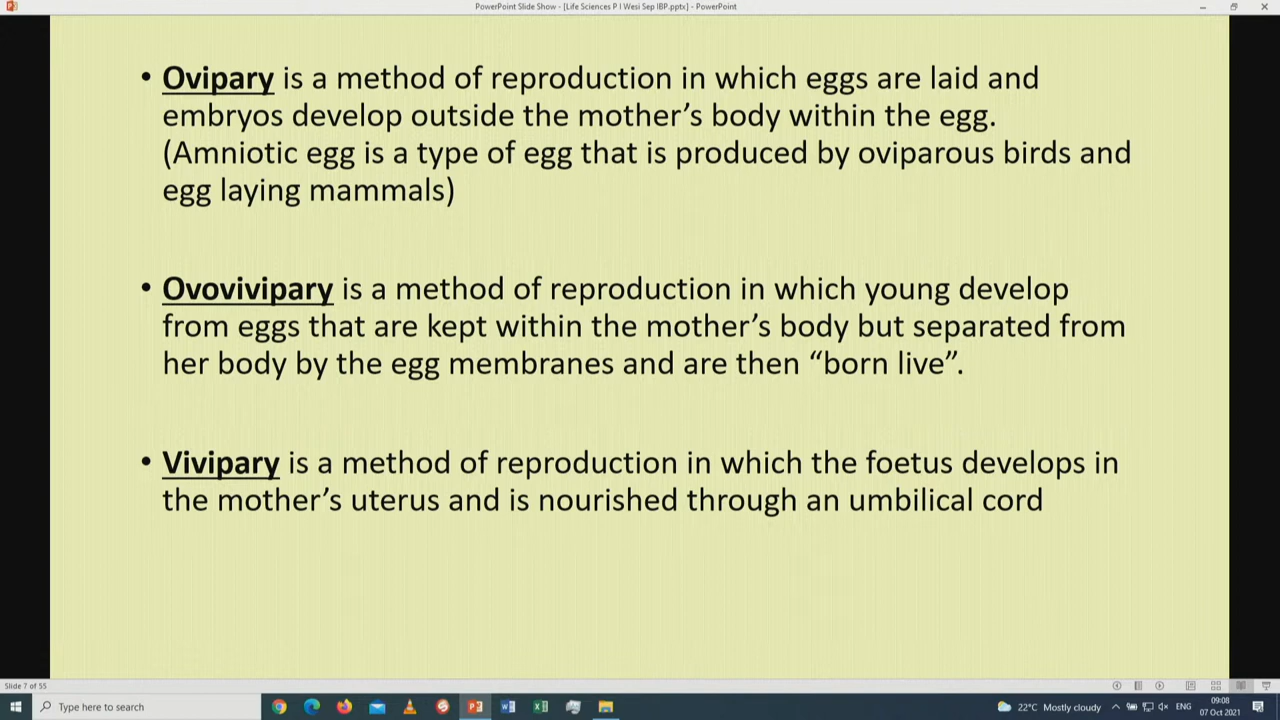 PowerPoint Slide Show - [Life Sciences P I Wesi Sep IBP.pptx] - PowerPoint
• Ovipary is a method of reproduction in which eggs are laid and
embryos develop outside the mother’s body within the egg.
(Amniotic egg is a type of egg that is produced by oviparous birds and
egg laying mammals)
• Ovovivipary is a method of reproduction in which young develop
from eggs that are kept within the mother’s body but separated from
her body by the egg membranes and are then “born live”.
• Vivipary is a method of reproduction in which the foetus develops in
the mother’s uterus and is nourished through an umbilical cord
Slide 7 of 55
Type here to search
22°C Mostly cloudy
ENG
09:08
07 Oct 2021